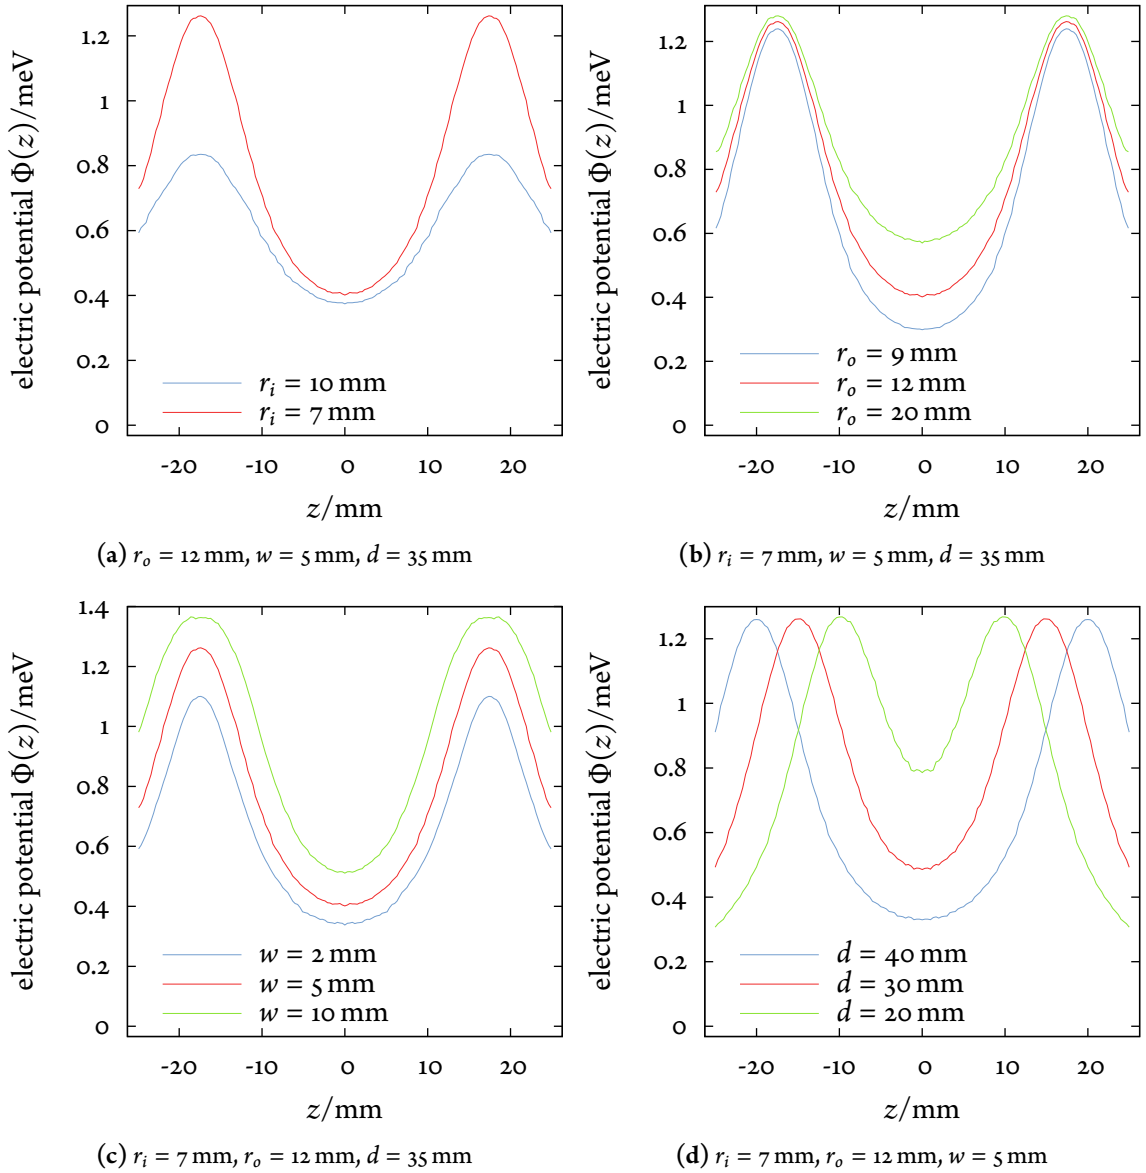 electric potential Φ(z)/meV
1.2
1
0.8
0.6
0.4
0.2
0
r_i = 10 mm
r_i = 7 mm
-20 -10 0 10 20
z/mm
(a) r_o = 12 mm, w = 5 mm, d = 35 mm
electric potential Φ(z)/meV
1.2
1
0.8
0.6
0.4
0.2
0
r_o = 9 mm
r_o = 12 mm
r_o = 20 mm
-20 -10 0 10 20
z/mm
(b) r_i = 7 mm, w = 5 mm, d = 35 mm
electric potential Φ(z)/meV
1.4
1.2
1
0.8
0.6
0.4
0.2
0
w = 2 mm
w = 5 mm
w = 10 mm
-20 -10 0 10 20
z/mm
(c) r_i = 7 mm, r_o = 12 mm, d = 35 mm
electric potential Φ(z)/meV
1.2
1
0.8
0.6
0.4
0.2
0
d = 40 mm
d = 30 mm
d = 20 mm
-20 -10 0 10 20
z/mm
(d) r_i = 7 mm, r_o = 12 mm, w = 5 mm